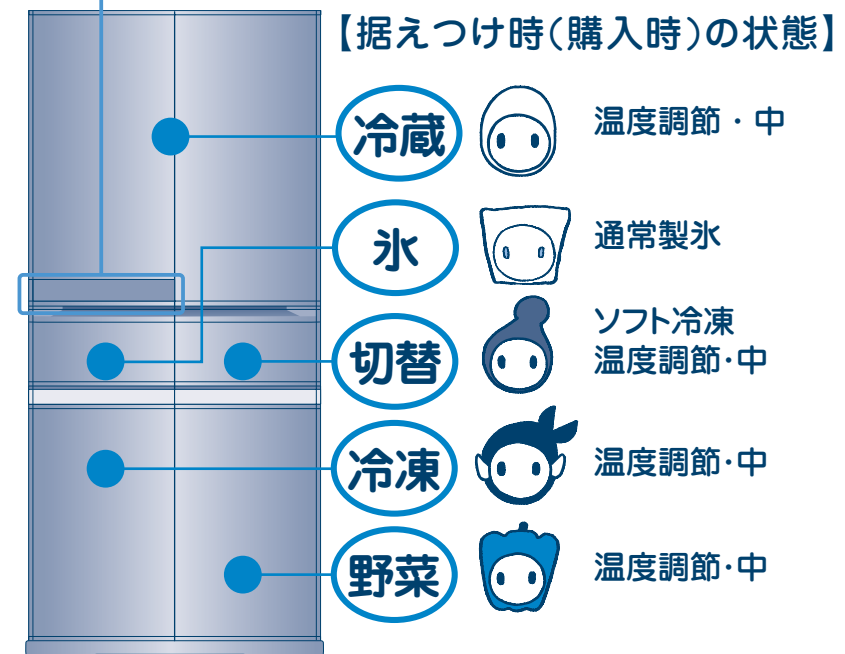 【据えつけ時(購入時)の状態】
冷蔵
温度調節・中
氷
通常製氷
切替
ソフト冷凍
温度調節・中
冷凍
温度調節・中
野菜
温度調節・中